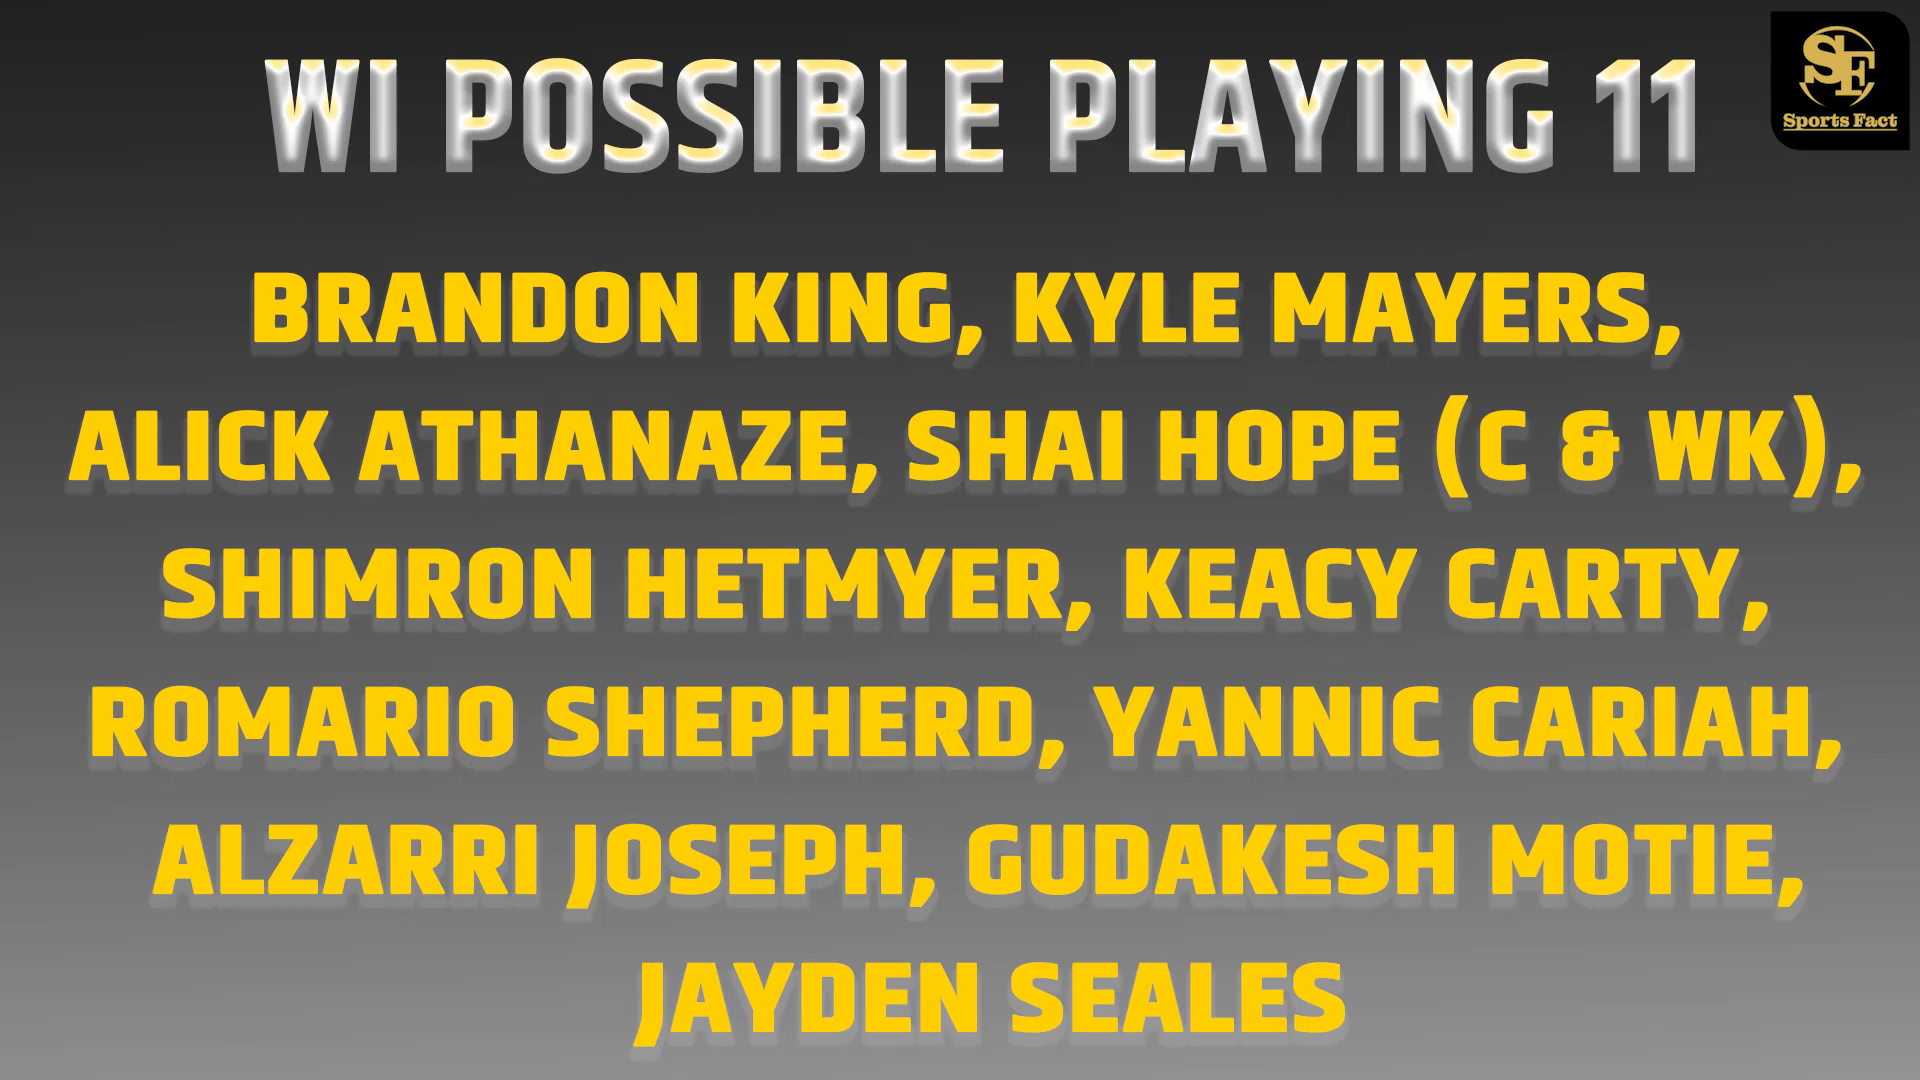 WI POSSIBLE PLAYING 11
SF
Sports Fact
BRANDON KING, KYLE MAYERS,
ALICK ATHANAZE, SHAI HOPE (C & WK),
SHIMRON HETMYER, KEACY CARTY,
ROMARIO SHEPHERD, YANNIC CARIAH,
ALZARRI JOSEPH, GUDAKESH MOTIE,
JAYDEN SEALES